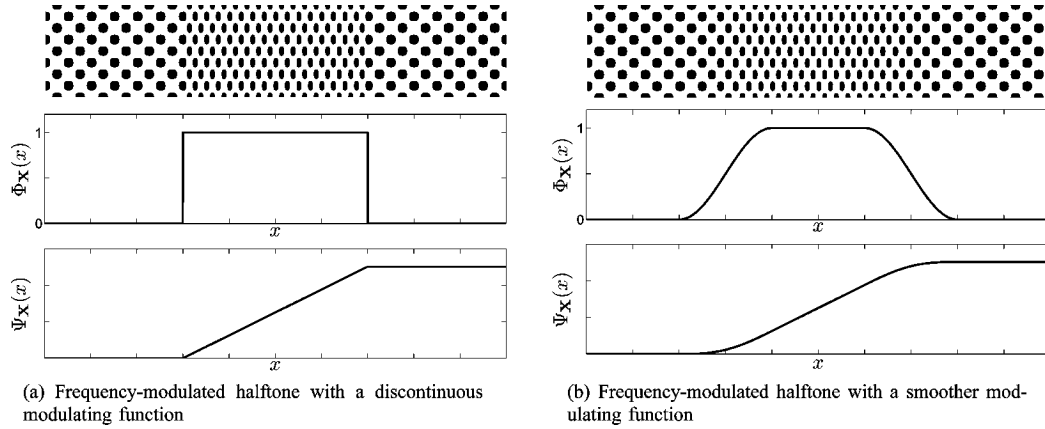 1
Φ_X(x)
0
x
Ψ_X(x)
x
(a) Frequency-modulated halftone with a discontinuous
modulating function
1
Φ_X(x)
0
x
Ψ_X(x)
x
(b) Frequency-modulated halftone with a smoother mod-
ulating function